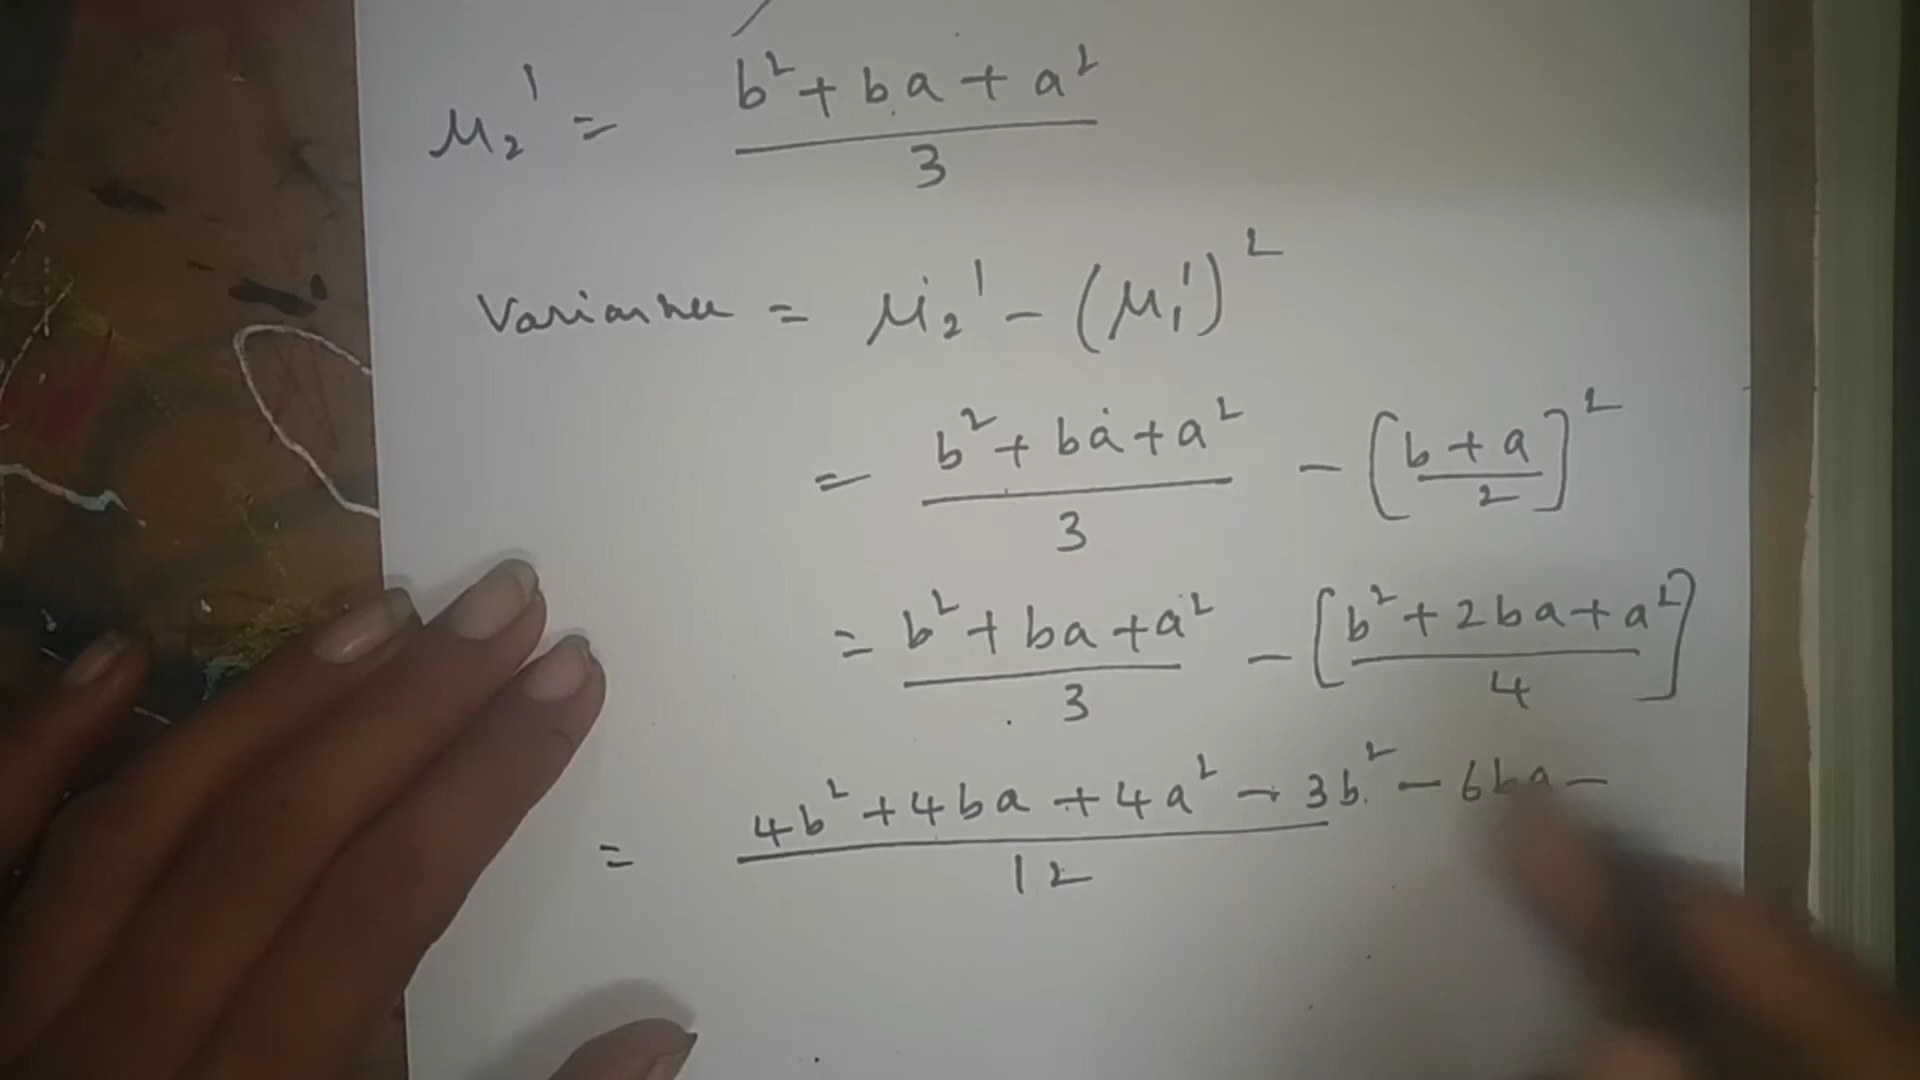 μ₂' = (b² + ba + a²)/3
Variance = μ₂' - (μ₁')²
= (b² + ba + a²)/3 - [(b + a)/2]²
= (b² + ba + a²)/3 - [(b² + 2ba + a²)/4]
= (4b² + 4ba + 4a² - 3b² - 6ba -)/12